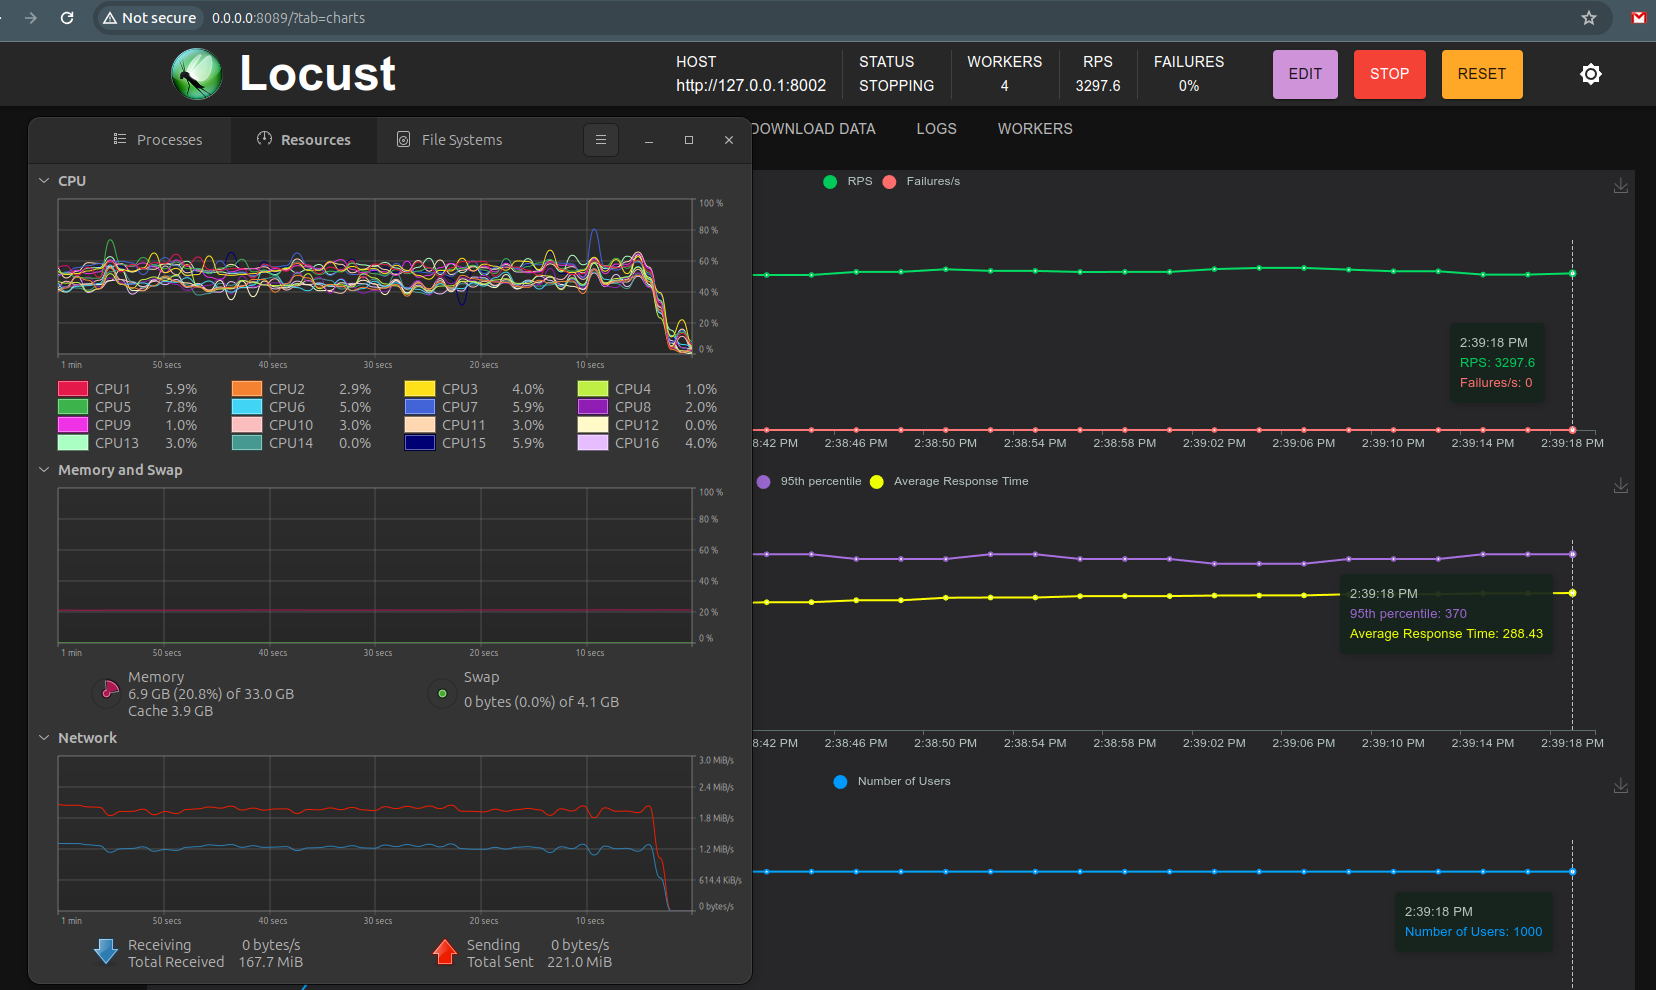 Not secure 0.0.0.0:8089/?tab=charts
Locust
HOST
http://127.0.0.1:8002
STATUS
STOPPING
WORKERS
4
RPS
3297.6
FAILURES
0%
EDIT
STOP
RESET
DOWNLOAD DATA LOGS WORKERS
Processes Resources File Systems
CPU
100 %
80 %
60 %
40 %
20 %
0 %
1 min 50 secs 40 secs 30 secs 20 secs 10 secs
CPU1 5.9% CPU2 2.9% CPU3 4.0% CPU4 1.0%
CPU5 7.8% CPU6 5.0% CPU7 5.9% CPU8 2.0%
CPU9 1.0% CPU10 3.0% CPU11 3.0% CPU12 0.0%
CPU13 3.0% CPU14 0.0% CPU15 5.9% CPU16 4.0%
Memory and Swap
100 %
80 %
60 %
40 %
20 %
0 %
1 min 50 secs 40 secs 30 secs 20 secs 10 secs
Memory
6.9 GB (20.8%) of 33.0 GB
Cache 3.9 GB
Swap
0 bytes (0.0%) of 4.1 GB
Network
3.0 MiB/s
2.4 MiB/s
1.8 MiB/s
1.2 MiB/s
614.4 KiB/s
0 bytes/s
1 min 50 secs 40 secs 30 secs 20 secs 10 secs
Receiving 0 bytes/s
Total Received 167.7 MiB
Sending 0 bytes/s
Total Sent 221.0 MiB
RPS Failures/s
2:39:18 PM
RPS: 3297.6
Failures/s: 0
8:42 PM 2:38:46 PM 2:38:50 PM 2:38:54 PM 2:38:58 PM 2:39:02 PM 2:39:06 PM 2:39:10 PM 2:39:14 PM 2:39:18 PM
95th percentile Average Response Time
2:39:18 PM
95th percentile: 370
Average Response Time: 288.43
8:42 PM 2:38:46 PM 2:38:50 PM 2:38:54 PM 2:38:58 PM 2:39:02 PM 2:39:06 PM 2:39:10 PM 2:39:14 PM 2:39:18 PM
Number of Users
2:39:18 PM
Number of Users: 1000